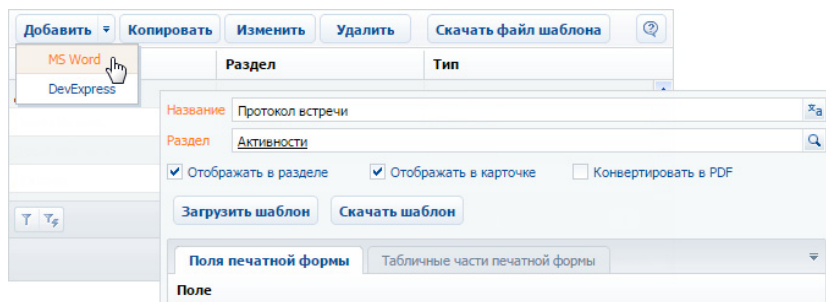 Добавить Копировать Изменить Удалить Скачать файл шаблона
MS Word Раздел Тип
DevExpress
Название Протокол встречи
Раздел Активности
Отображать в разделе Отображать в карточке Конвертировать в PDF
Загрузить шаблон Скачать шаблон
Поля печатной формы Табличные части печатной формы
Поле